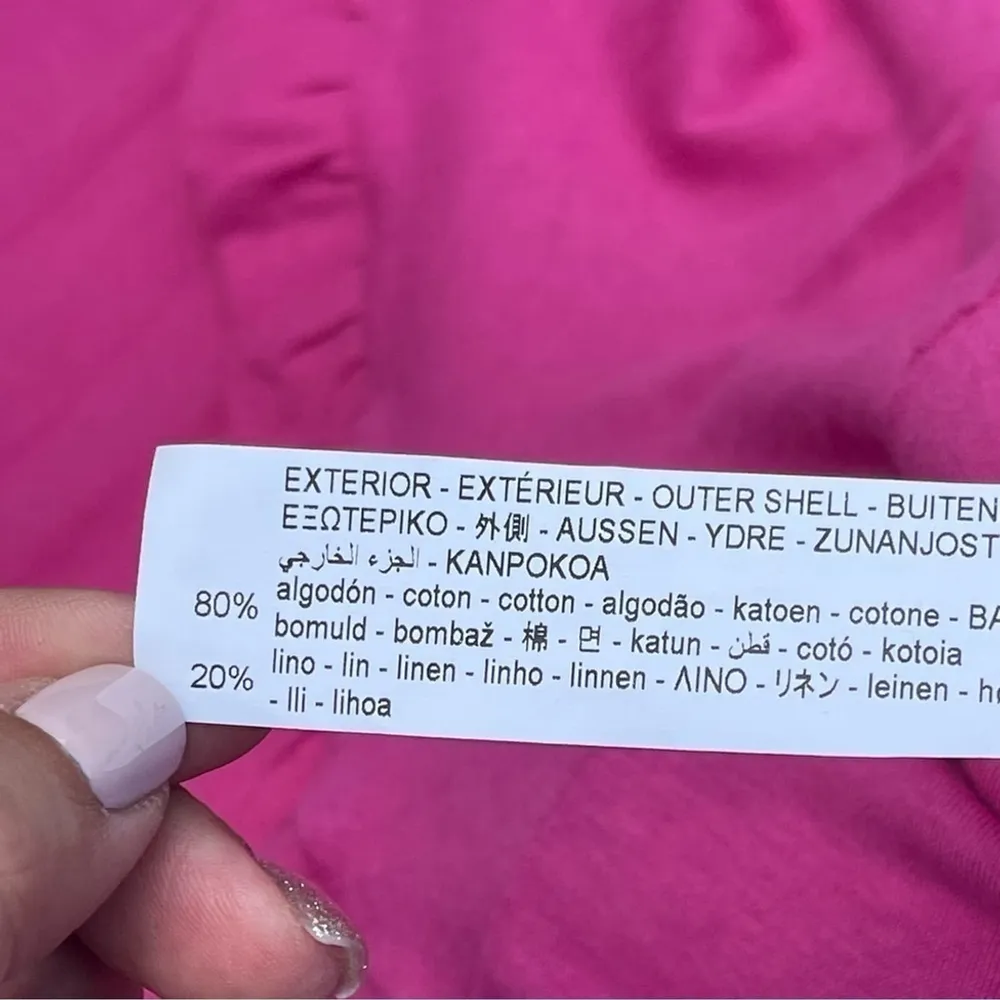 EXTERIOR - EXTÉRIEUR - OUTER SHELL - BUITEN
ΕΞΩΤΕΡΙΚΟ - 外側 - AUSSEN - YDRE - ZUNANJOST
الجزء الخارجي - KANPOKOA
80% algodón - coton - cotton - algodão - katoen - cotone - BA
bomuld - bombaž - 棉 - 면 - katun - قطن - cotó - kotoia
20% lino - lin - linen - linho - linnen - ΛΙΝΟ - リネン - leinen - hø
- lli - lihoa